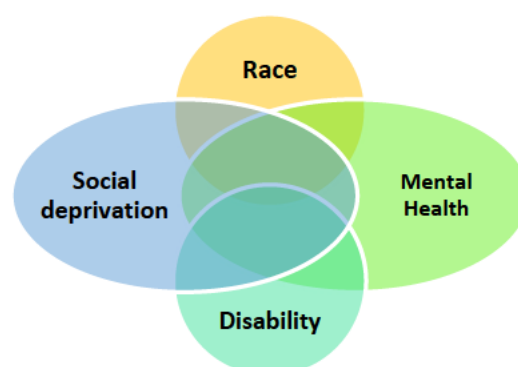 Race
Social
deprivation
Mental
Health
Disability